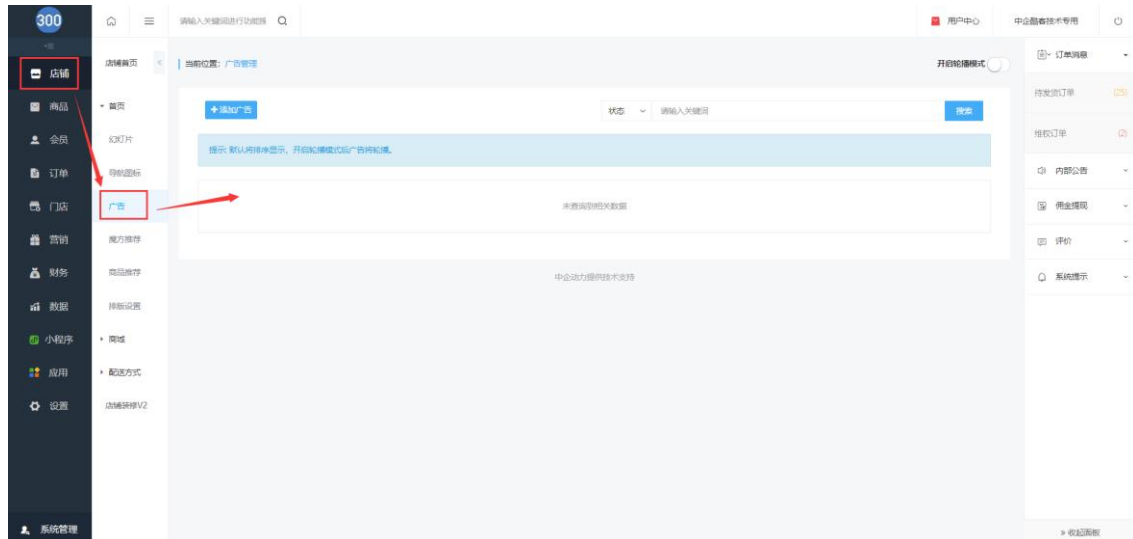 300
请输入关键词进行功能搜
用户中心
中企酷客技术专用
店铺
商品
会员
订单
门店
营销
财务
数据
小程序
应用
设置
系统管理
店铺首页
首页
幻灯片
导航图标
广告
魔方推荐
商品推荐
排版设置
商城
配送方式
店铺装修V2
当前位置：广告管理
开启轮播模式
+添加广告
状态
请输入关键词
搜索
提示: 默认将排序显示，开启轮播模式后广告将轮播。
未查询到相关数据
中企动力提供技术支持
订单消息
待发货订单 (25)
维权订单 (2)
内部公告
佣金提现
评价
系统提示
» 收起面板